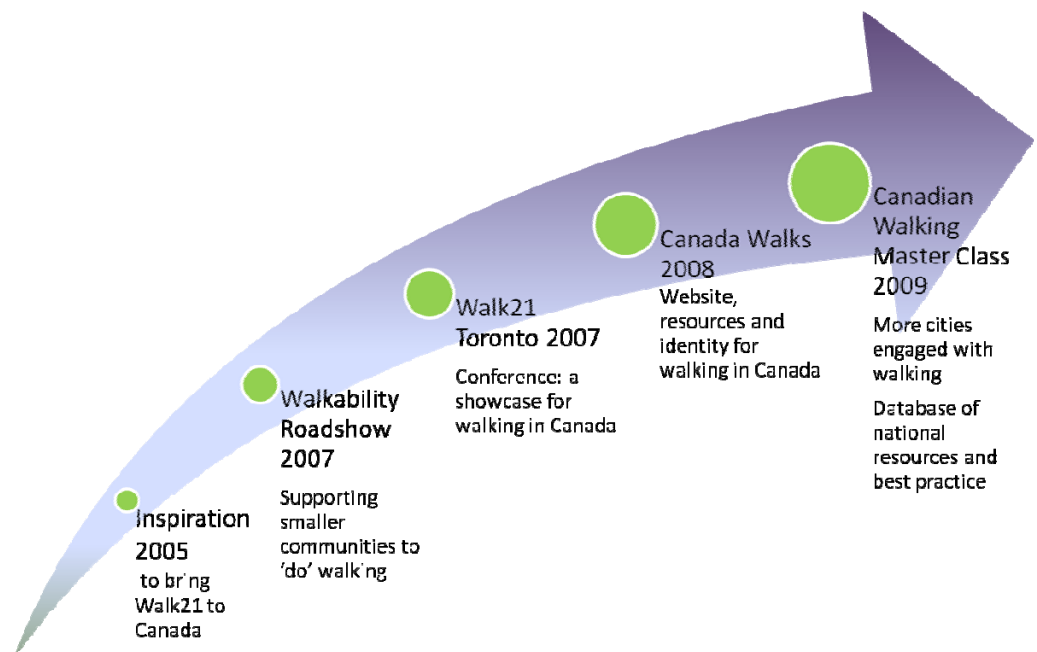 Inspiration
2005
to bring
Walk21 to
Canada
Walkability
Roadshow
2007
Supporting
smaller
communities to
'do' walking
Walk21
Toronto 2007
Conference: a
showcase for
walking in Canada
Canada Walks
2008
Website,
resources and
identity for
walking in Canada
Canadian
Walking
Master Class
2009
More cities
engaged with
walking
Database of
national
resources and
best practice